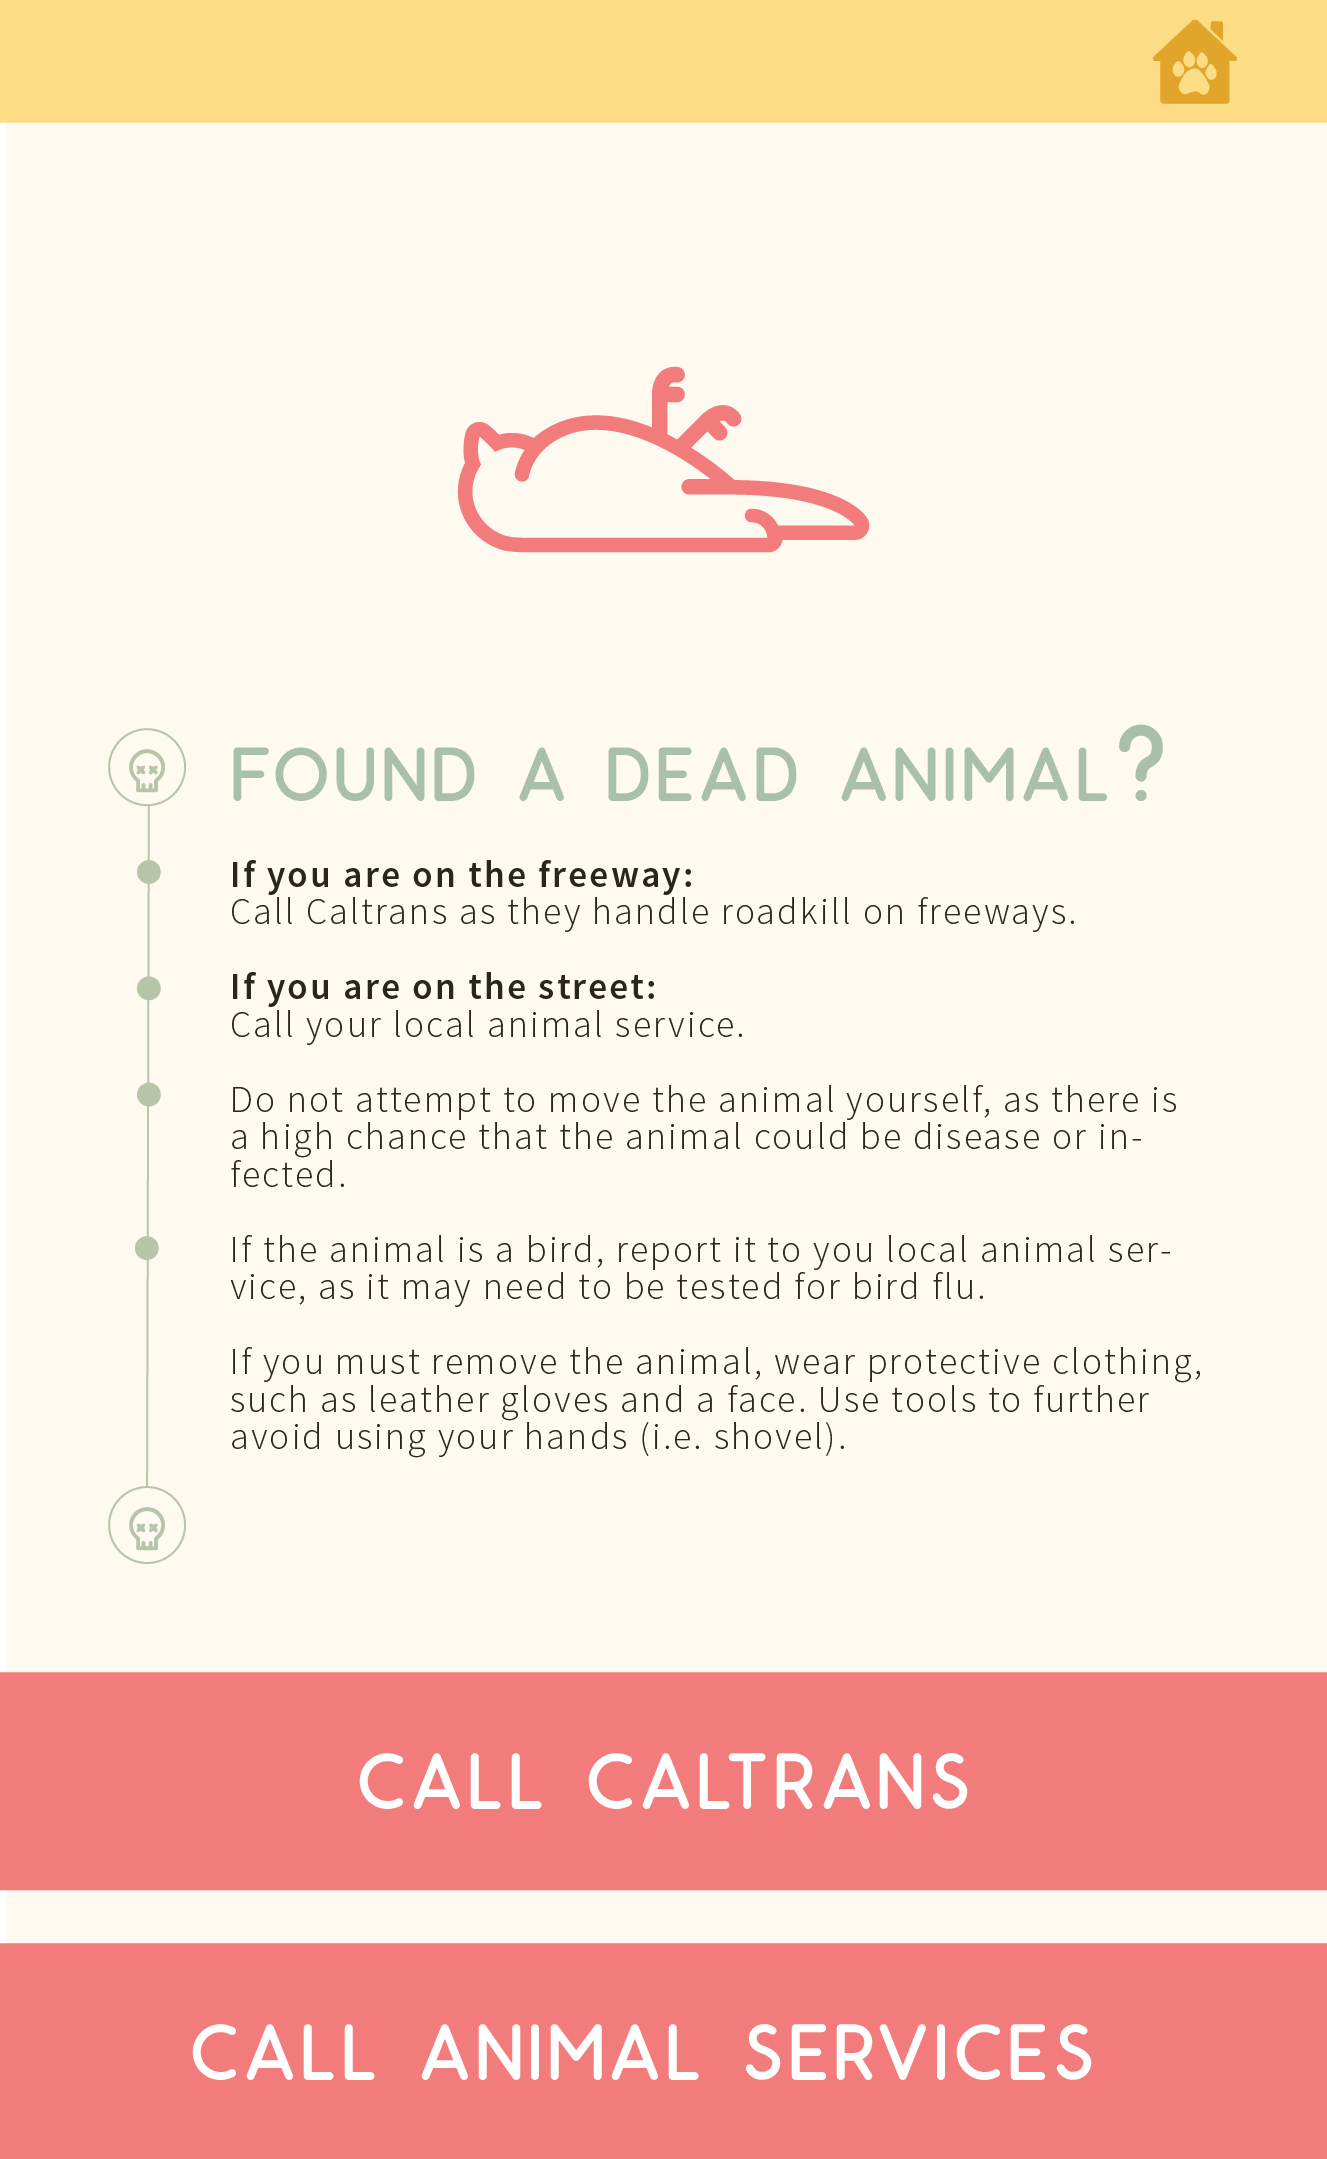 FOUND A DEAD ANIMAL?
If you are on the freeway:
Call Caltrans as they handle roadkill on freeways.
If you are on the street:
Call your local animal service.
Do not attempt to move the animal yourself, as there is
a high chance that the animal could be disease or in-
fected.
If the animal is a bird, report it to you local animal ser-
vice, as it may need to be tested for bird flu.
If you must remove the animal, wear protective clothing,
such as leather gloves and a face. Use tools to further
avoid using your hands (i.e. shovel).
CALL CALTRANS
CALL ANIMAL SERVICES